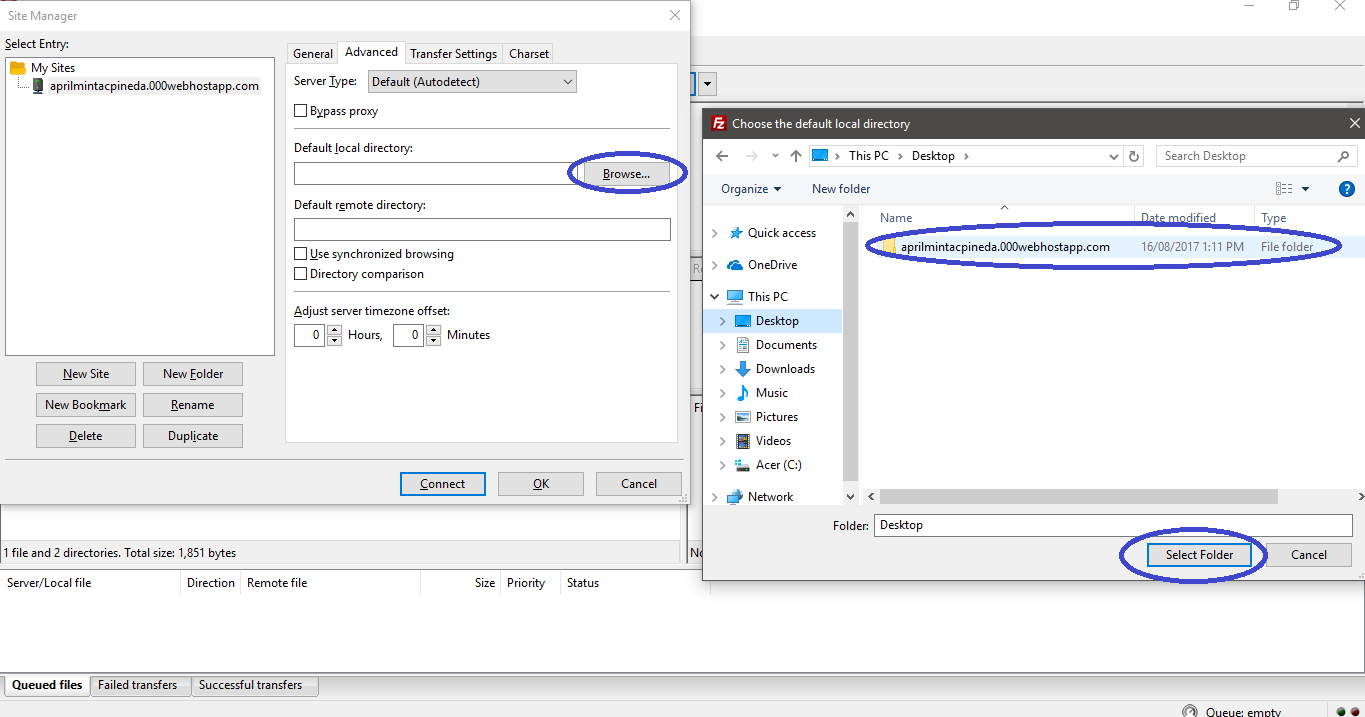 Site Manager
Select Entry:
My Sites
aprilmintacpineda.000webhostapp.com
New Site
New Folder
New Bookmark
Rename
Delete
Duplicate
General
Advanced
Transfer Settings
Charset
Server Type:
Default (Autodetect)
Bypass proxy
Default local directory:
Browse...
Default remote directory:
Use synchronized browsing
Directory comparison
Adjust server timezone offset:
0 Hours, 0 Minutes
Connect
OK
Cancel
Fz Choose the default local directory
This PC
Desktop
Search Desktop
Organize
New folder
Quick access
OneDrive
This PC
Desktop
Documents
Downloads
Music
Pictures
Videos
Acer (C:)
Network
Name
Date modified
Type
aprilmintacpineda.000webhostapp.com 16/08/2017 1:11 PM File folder
Folder: Desktop
Select Folder
Cancel
1 file and 2 directories. Total size: 1,851 bytes
Server/Local file
Direction
Remote file
Size
Priority
Status
Queued files
Failed transfers
Successful transfers
Queue: empty